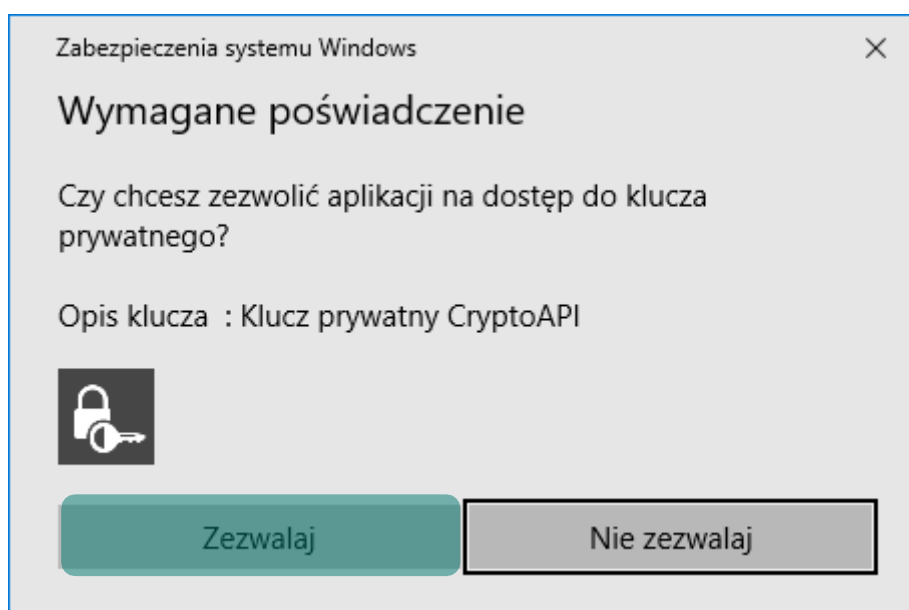 Zabezpieczenia systemu Windows
Wymagane poświadczenie
Czy chcesz zezwolić aplikacji na dostęp do klucza
prywatnego?
Opis klucza : Klucz prywatny CryptoAPI
Zezwalaj
Nie zezwalaj